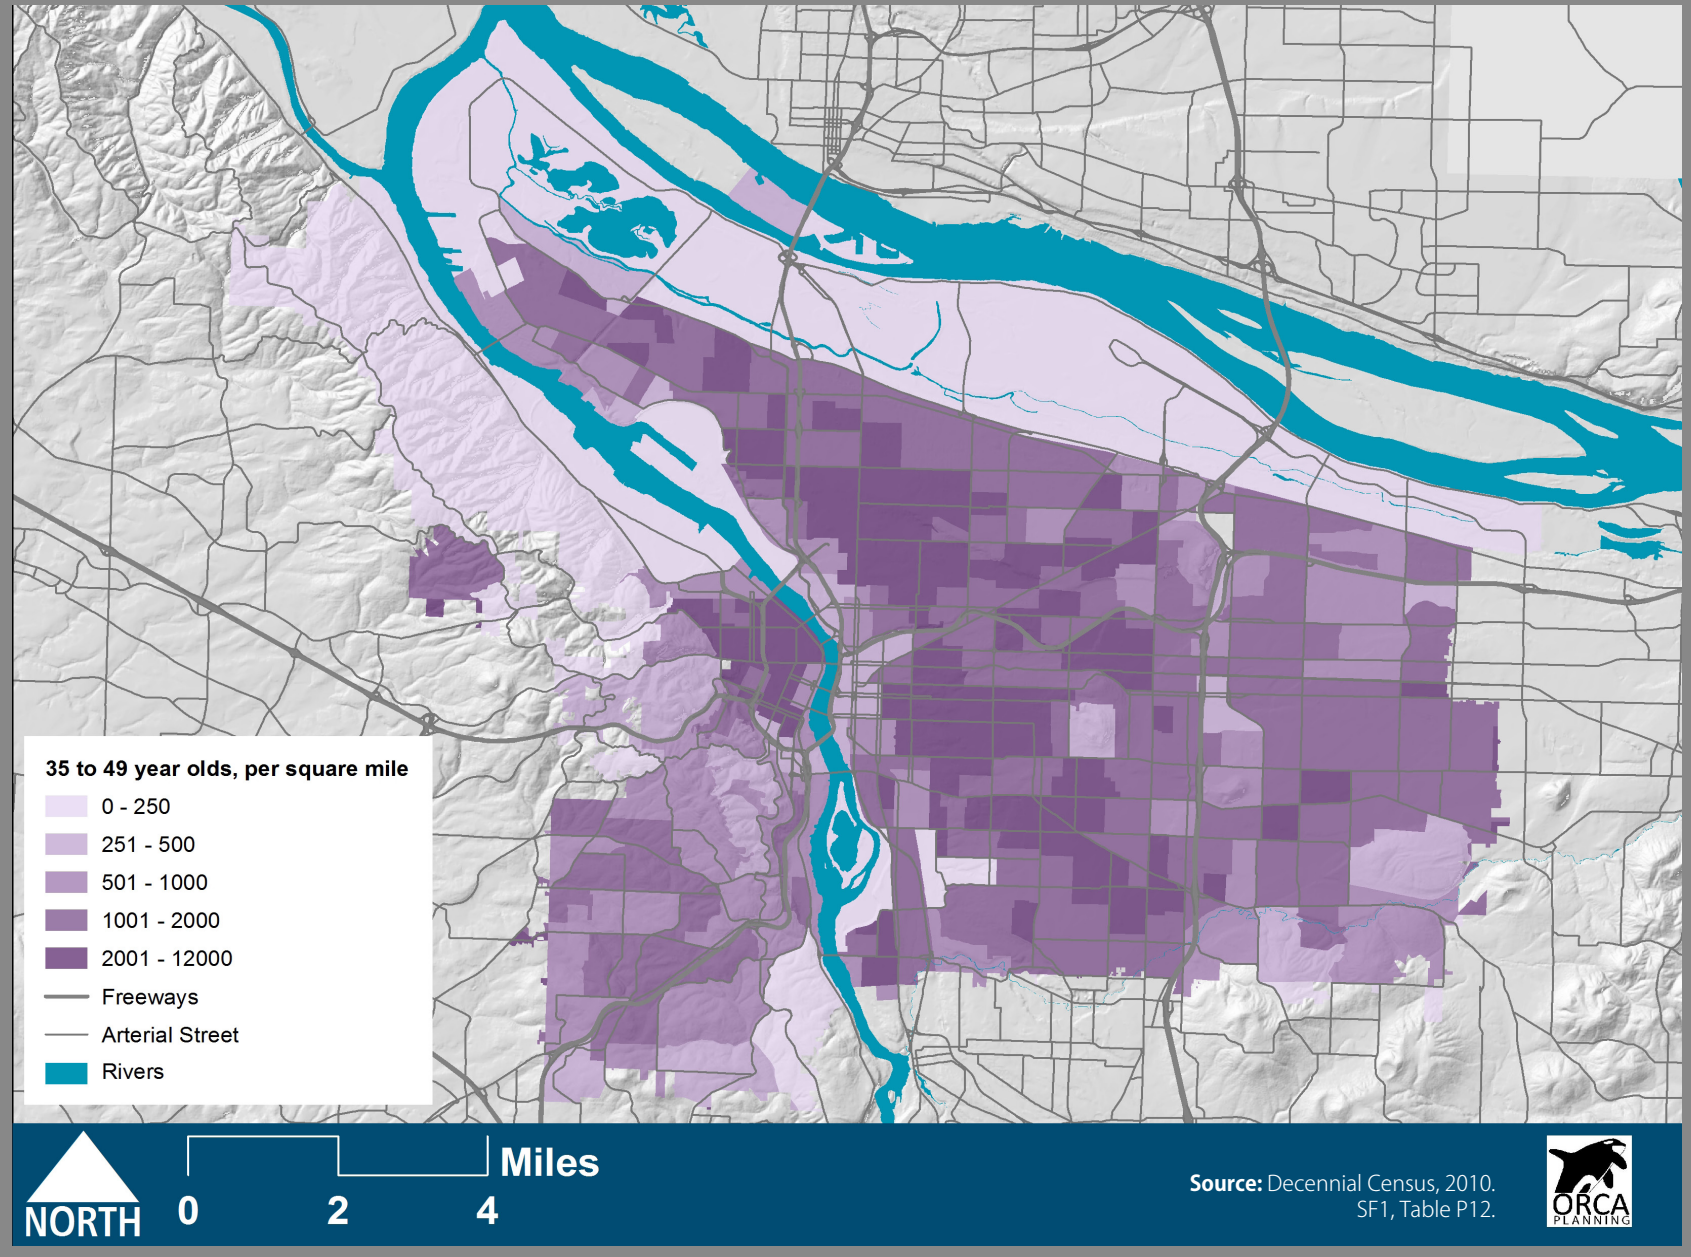 35 to 49 year olds, per square mile
0 - 250
251 - 500
501 - 1000
1001 - 2000
2001 - 12000
Freeways
Arterial Street
Rivers
NORTH
0 2 4 Miles
Source: Decennial Census, 2010.
SF1, Table P12.
ORCA
PLANNING